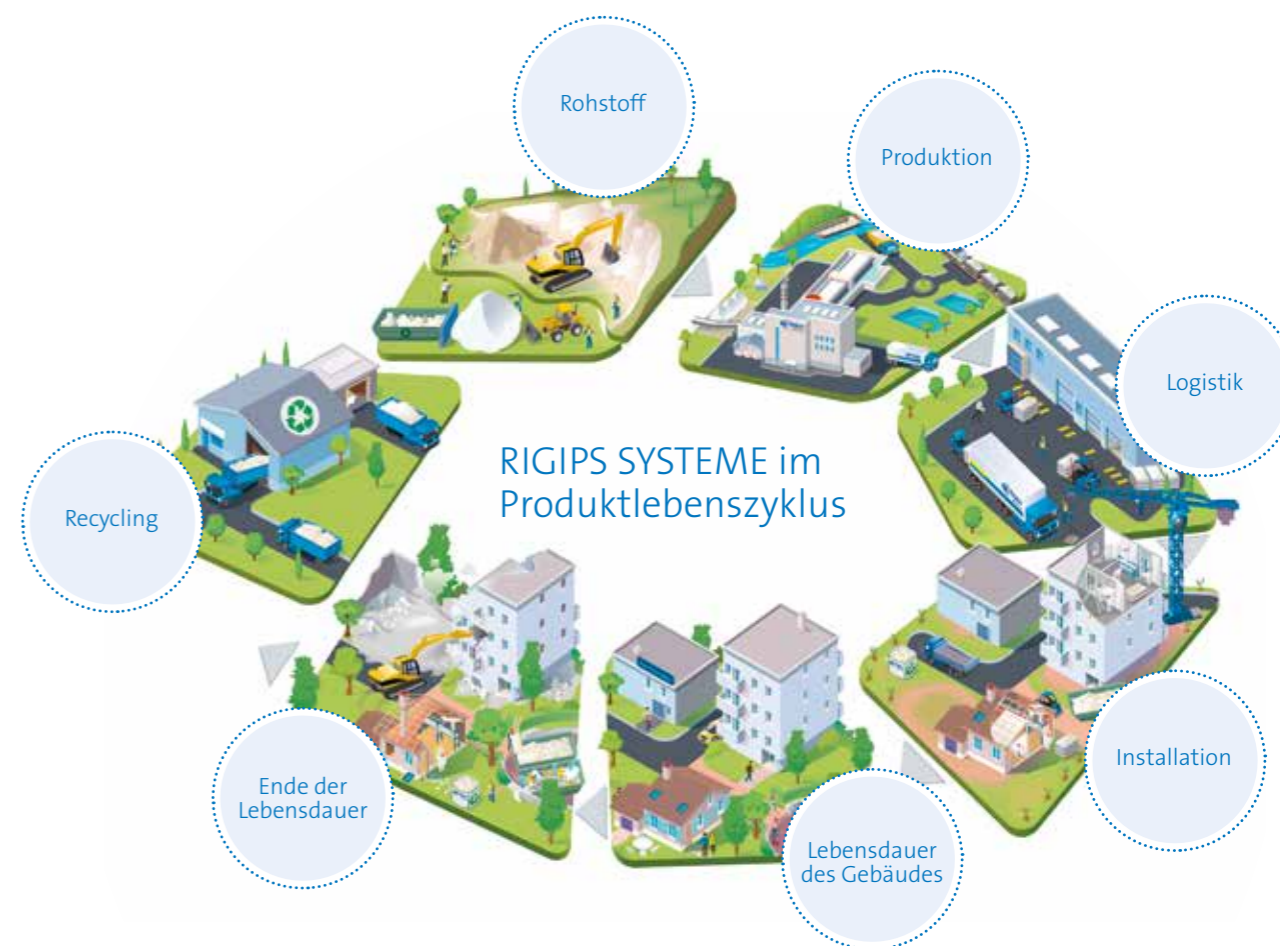 Rohstoff
Produktion
Logistik
RIGIPS SYSTEME im
Produktlebenszyklus
Recycling
Installation
Ende der
Lebensdauer
Lebensdauer
des Gebäudes